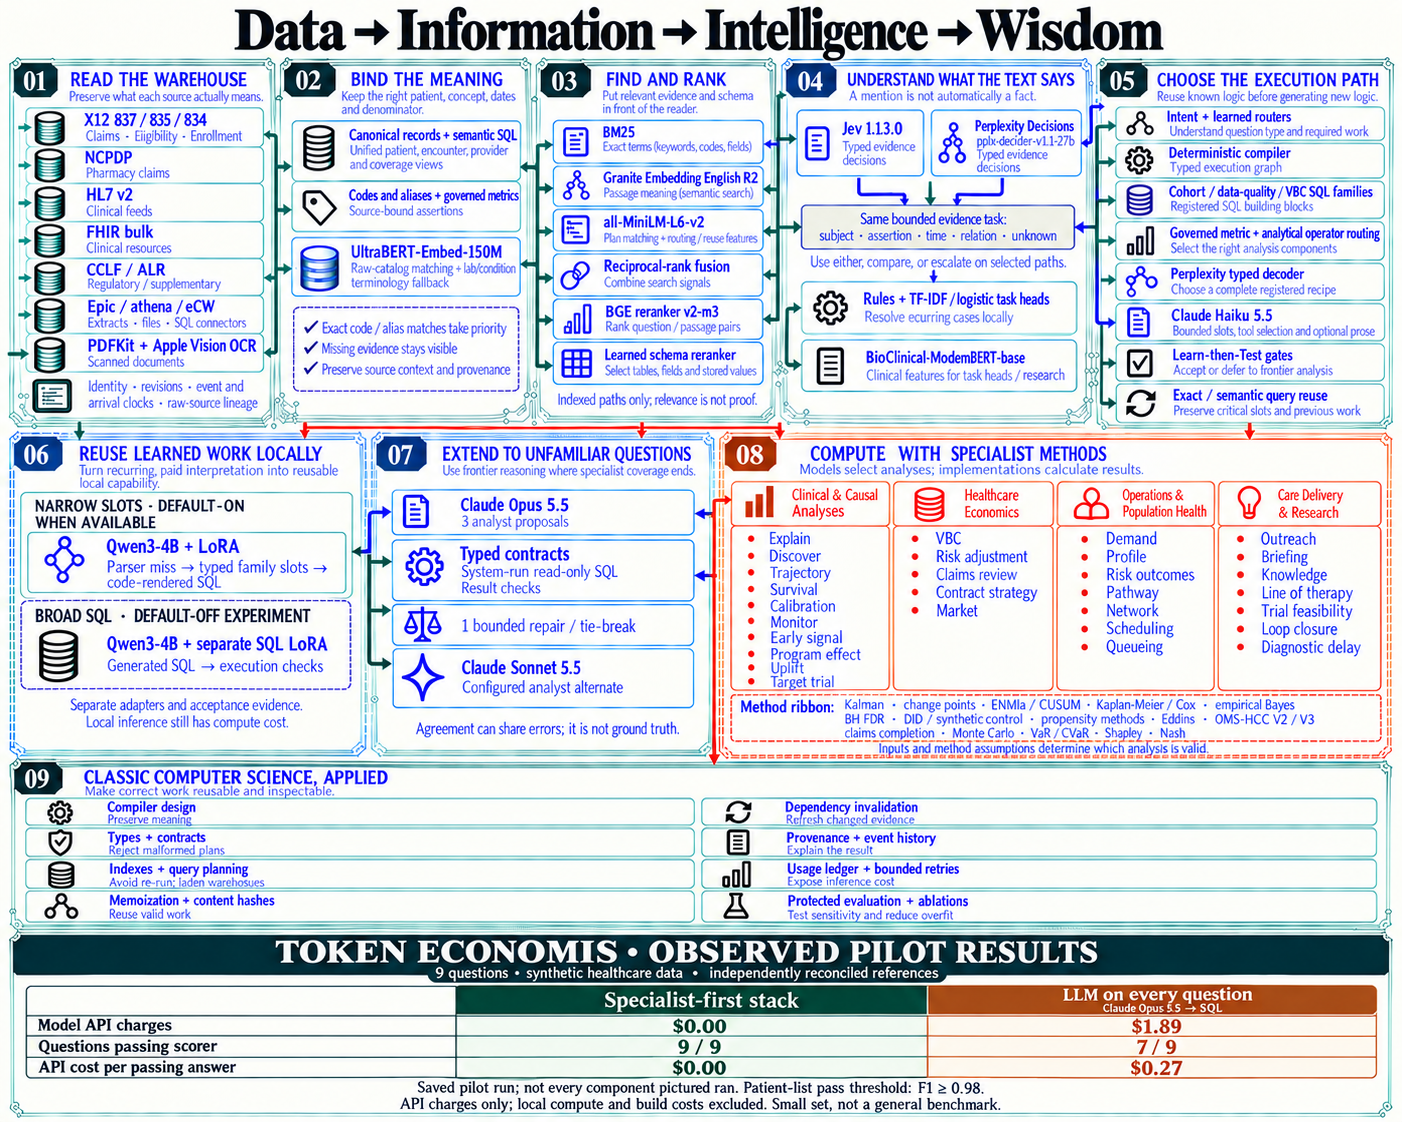 Data → Information → Intelligence → Wisdom
01 READ THE WAREHOUSE
Preserve what each source actually means.
X12 837 / 835 / 834
Claims · Eiigibility · Enrollment
NCPDP
Pharmacy claims
HL7 v2
Clinical feeds
FHIR bulk
Clinical resources
CCLF / ALR
Regulatory / supplementary
Epic / athena / eCW
Extracts · files · SQL connectors
PDFKit + Apple Vision OCR
Scanned documents
Identity · revisions · event and
arrival clocks · raw-source lineage
02 BIND THE MEANING
Keep the right patient, concept, dates
and denominator.
Canonical records + semantic SQL
Unified patient, encounter, provider
and coverage views
Codes and aliases + governed metrics
Source-bound assertions
UltraBERT-Embed-150M
Raw-catalog matching + lab/condition
terminology fallback
✓ Exact code / alias matches take priority
✓ Missing evidence stays visible
✓ Preserve source context and provenance
03 FIND AND RANK
Put relevant evidence and schema
in front of the reader.
BM25
Exact terms (keywords, codes, fields)
Granite Embedding English R2
Passage meaning (semantic search)
all-MiniLM-L6-v2
Plan matching + routing / reuse features
Reciprocal-rank fusion
Combine search signals
BGE reranker v2-m3
Rank question / passage pairs
Learned schema reranker
Select tables, fields and stored values
Indexed paths only; relevance is not proof.
04 UNDERSTAND WHAT THE TEXT SAYS
A mention is not automatically a fact.
Jev 1.13.0
Typed evidence
decisions
Perplexity Decisions
pplx-decider-v1.1-27b
Typed evidence
decisions
Same bounded evidence task:
subject · assertion · time · relation · unknown
Use either, compare, or escalate on selected paths.
Rules + TF-IDF / logistic task heads
Resolve ecurring cases locally
BioClinical-ModemBERT-base
Clinical features for task heads / research
05 CHOOSE THE EXECUTION PATH
Reuse known logic before generating new logic.
Intent + learned routers
Understand question type and required work
Deterministic compiler
Typed execution graph
Cohort / data-quality / VBC SQL families
Registered SQL building blocks
Governed metric + analytical operator routing
Select the right analysis components
Perplexity typed decoder
Choose a complete registered recipe
Claude Haiku 5.5
Bounded slots, tool selection and optional prose
Learn-then-Test gates
Accept or defer to frontier analysis
Exact / semantic query reuse
Preserve critical slots and previous work
06 REUSE LEARNED WORK LOCALLY
Turn recurring, paid interpretation into reusable
local capability.
NARROW SLOTS · DEFAULT-ON
WHEN AVAILABLE
Qwen3-4B + LoRA
Parser miss → typed family slots →
code-rendered SQL
BROAD SQL · DEFAULT-OFF EXPERIMENT
Qwen3-4B + separate SQL LoRA
Generated SQL → execution checks
Separate adapters and acceptance evidence.
Local inference still has compute cost.
07 EXTEND TO UNFAMILIAR QUESTIONS
Use frontier reasoning where specialist coverage ends.
Claude Opus 5.5
3 analyst proposals
Typed contracts
System-run read-only SQL
Result checks
1 bounded repair / tie-break
Claude Sonnet 5.5
Configured analyst alternate
Agreement can share errors; it is not ground truth.
08 COMPUTE WITH SPECIALIST METHODS
Models select analyses; implementations calculate results.
Clinical & Causal
Analyses
• Explain
• Discover
• Trajectory
• Survival
• Calibration
• Monitor
• Early signal
• Program effect
• Uplift
• Target trial
Healthcare
Economics
• VBC
• Risk adjustment
• Claims review
• Contract strategy
• Market
Operations &
Population Health
• Demand
• Profile
• Risk outcomes
• Pathway
• Network
• Scheduling
• Queueing
Care Delivery
& Research
• Outreach
• Briefing
• Knowledge
• Line of therapy
• Trial feasibility
• Loop closure
• Diagnostic delay
Method ribbon: Kalman · change points · ENMIa / CUSUM · Kaplan-Meier / Cox · empirical Bayes
BH FDR · DID / synthetic control · propensity methods · Eddins · OMS-HCC V2 / V3
claims completion · Monte Carlo · VaR / CVaR · Shapley · Nash
Inputs and method assumptions determine which analysis is valid.
09 CLASSIC COMPUTER SCIENCE, APPLIED
Make correct work reusable and inspectable.
Compiler design
Preserve meaning
Types + contracts
Reject malformed plans
Indexes + query planning
Avoid re-run; laden warehosues
Memoization + content hashes
Reuse valid work
Dependency invalidation
Refresh changed evidence
Provenance + event history
Explain the result
Usage ledger + bounded retries
Expose inference cost
Protected evaluation + ablations
Test sensitivity and reduce overfit
TOKEN ECONOMIS · OBSERVED PILOT RESULTS
9 questions · synthetic healthcare data · independently reconciled references
Specialist-first stack
LLM on every question
Claude Opus 5.5 → SQL
Model API charges $0.00 $1.89
Questions passing scorer 9 / 9 7 / 9
API cost per passing answer $0.00 $0.27
Saved pilot run; not every component pictured ran. Patient-list pass threshold: F1 ≥ 0.98.
API charges only; local compute and build costs excluded. Small set, not a general benchmark.